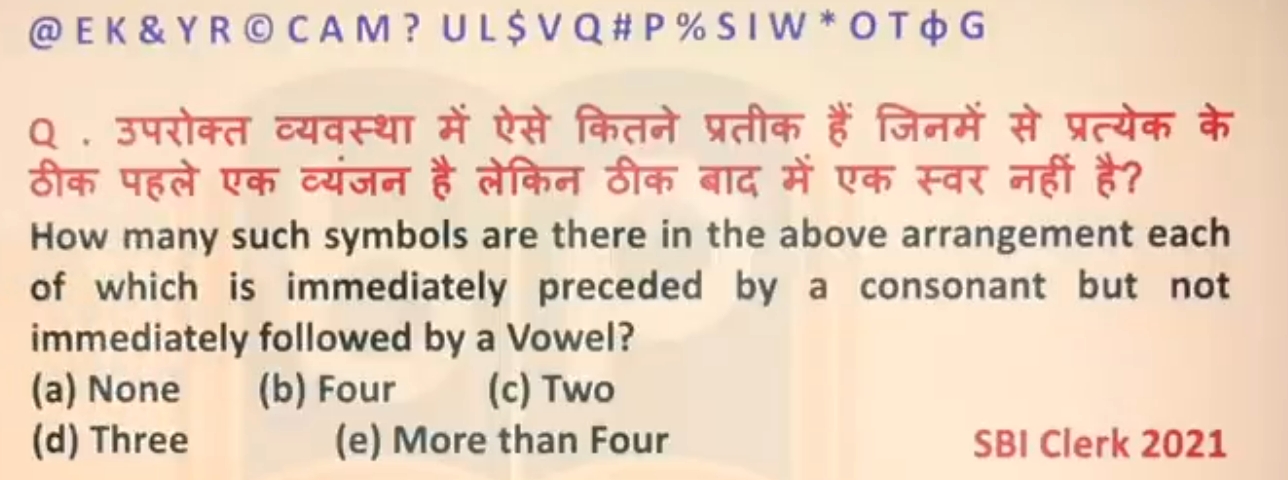 @ E K & Y R © C A M ? U L $ V Q # P % S I W * O T ф G
Q . उपरोक्त व्यवस्था में ऐसे कितने प्रतीक हैं जिनमें से प्रत्येक के
ठीक पहले एक व्यंजन है लेकिन ठीक बाद में एक स्वर नहीं है?
How many such symbols are there in the above arrangement each
of which is immediately preceded by a consonant but not
immediately followed by a Vowel?
(a) None (b) Four (c) Two
(d) Three (e) More than Four SBI Clerk 2021